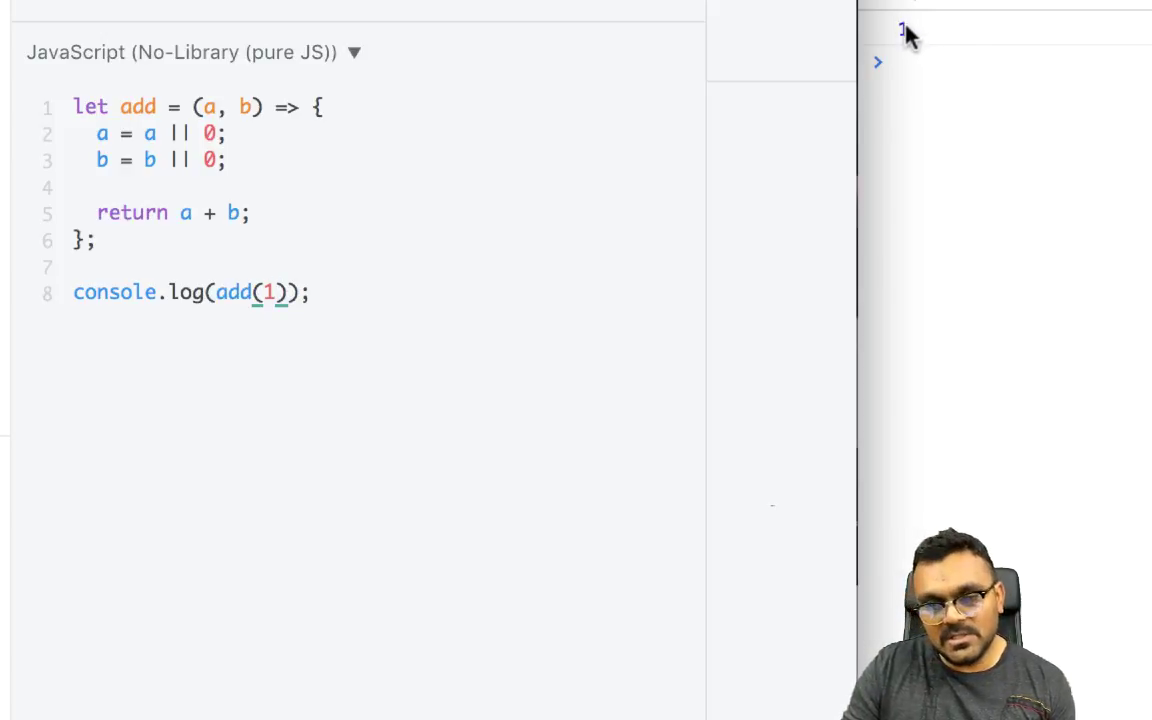 JavaScript (No-Library (pure JS)) ▼
1 let add = (a, b) => {
2   a = a || 0;
3   b = b || 0;
4
5   return a + b;
6 };
7
8 console.log(add(1));
1
>